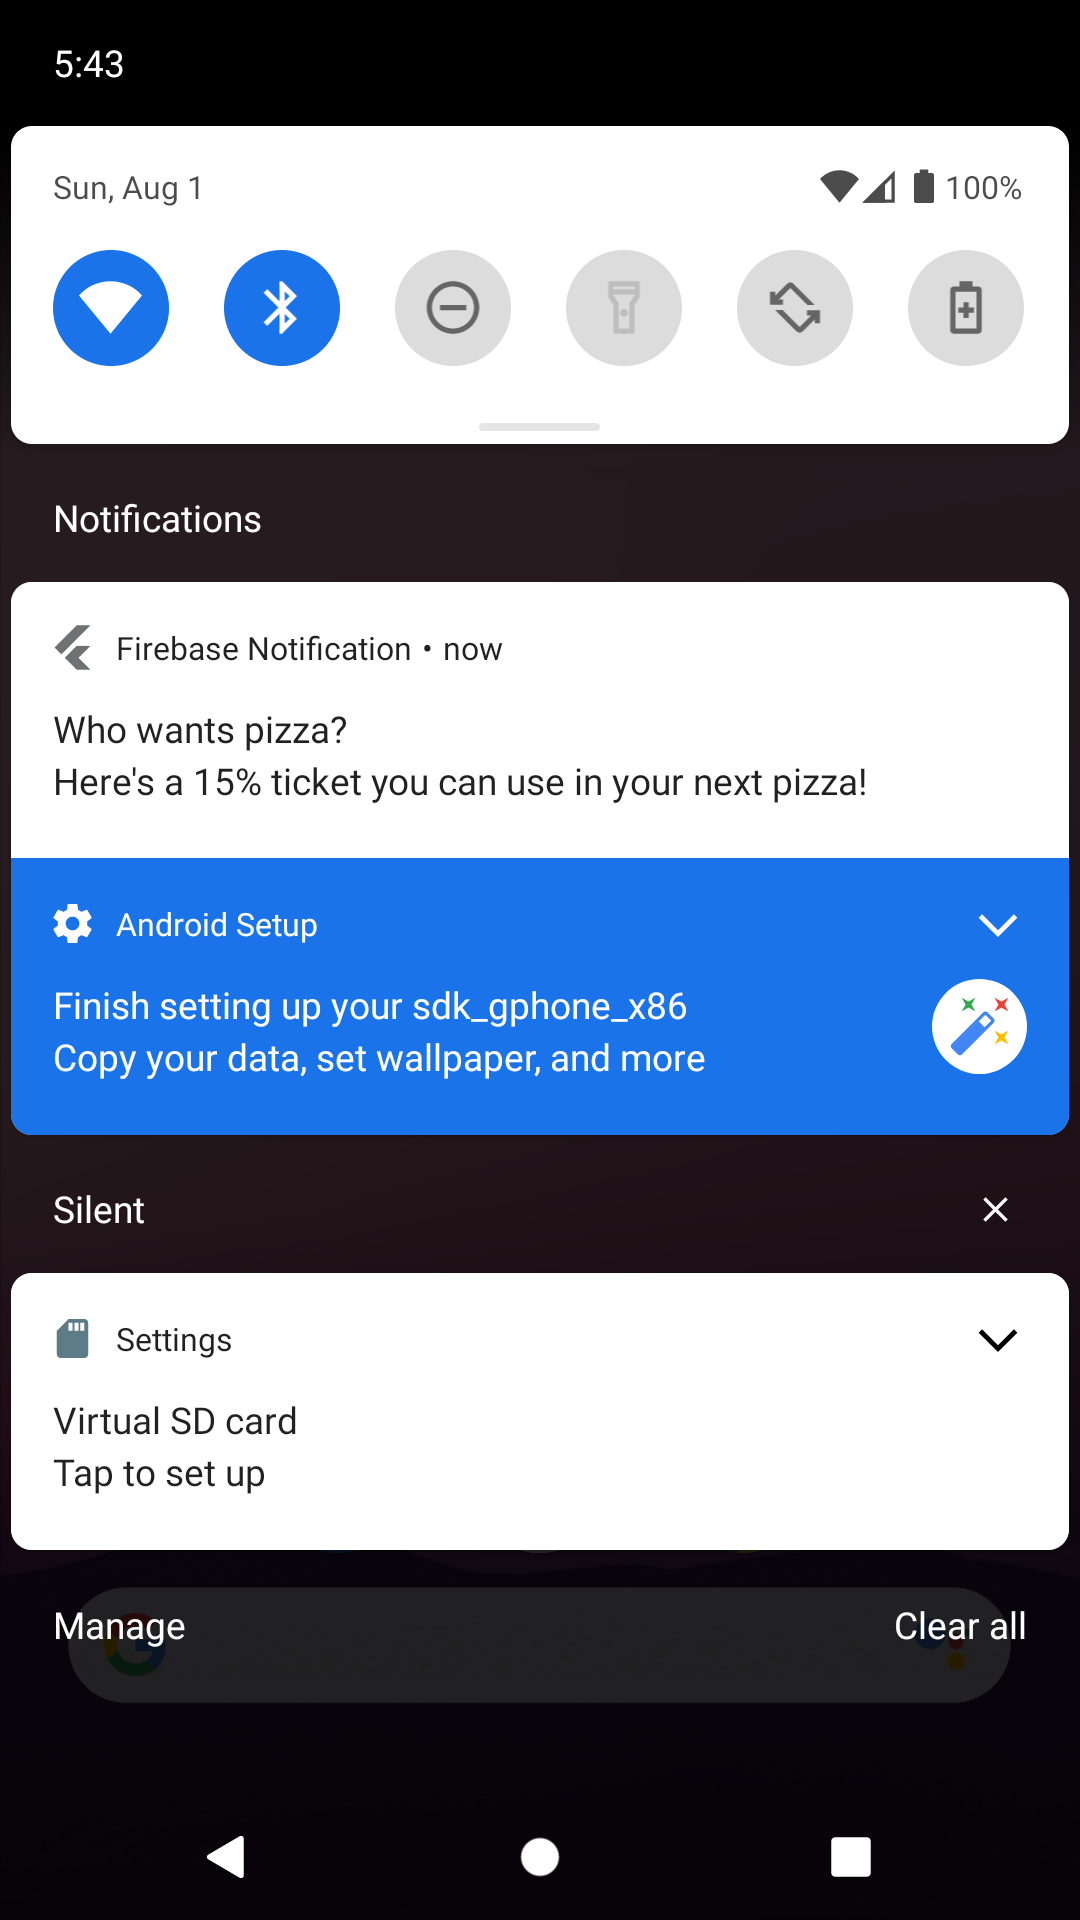 5:43
Sun, Aug 1 100%
Notifications
Firebase Notification • now
Who wants pizza?
Here's a 15% ticket you can use in your next pizza!
Android Setup
Finish setting up your sdk_gphone_x86
Copy your data, set wallpaper, and more
Silent
Settings
Virtual SD card
Tap to set up
Manage Clear all